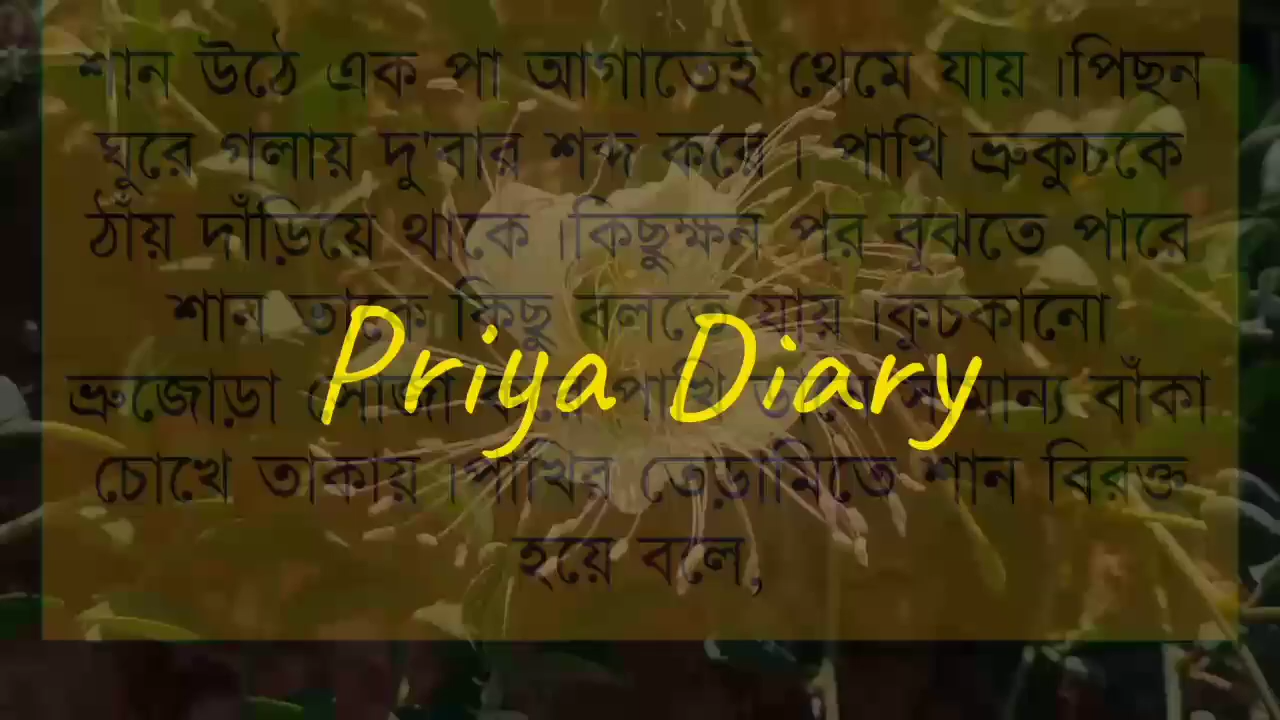 শান উঠে এক পা আগাতেই থেমে যায় ।পিছন
ঘুরে গলায় দু'বার শব্দ করে । পাখি ভ্রুকুচকে
ঠাঁয় দাঁড়িয়ে থাকে ।কিছুক্ষন পর বুঝতে পারে
শান তাকে কিছু বলতে যায় ।কুচকানো
ভ্রুজোড়া সোজা পাখি বাঁকা
চোখে তাকায় ।পাখির তেড়ামিতে শান বিরক্ত
হয়ে বলে,
Priya Diary